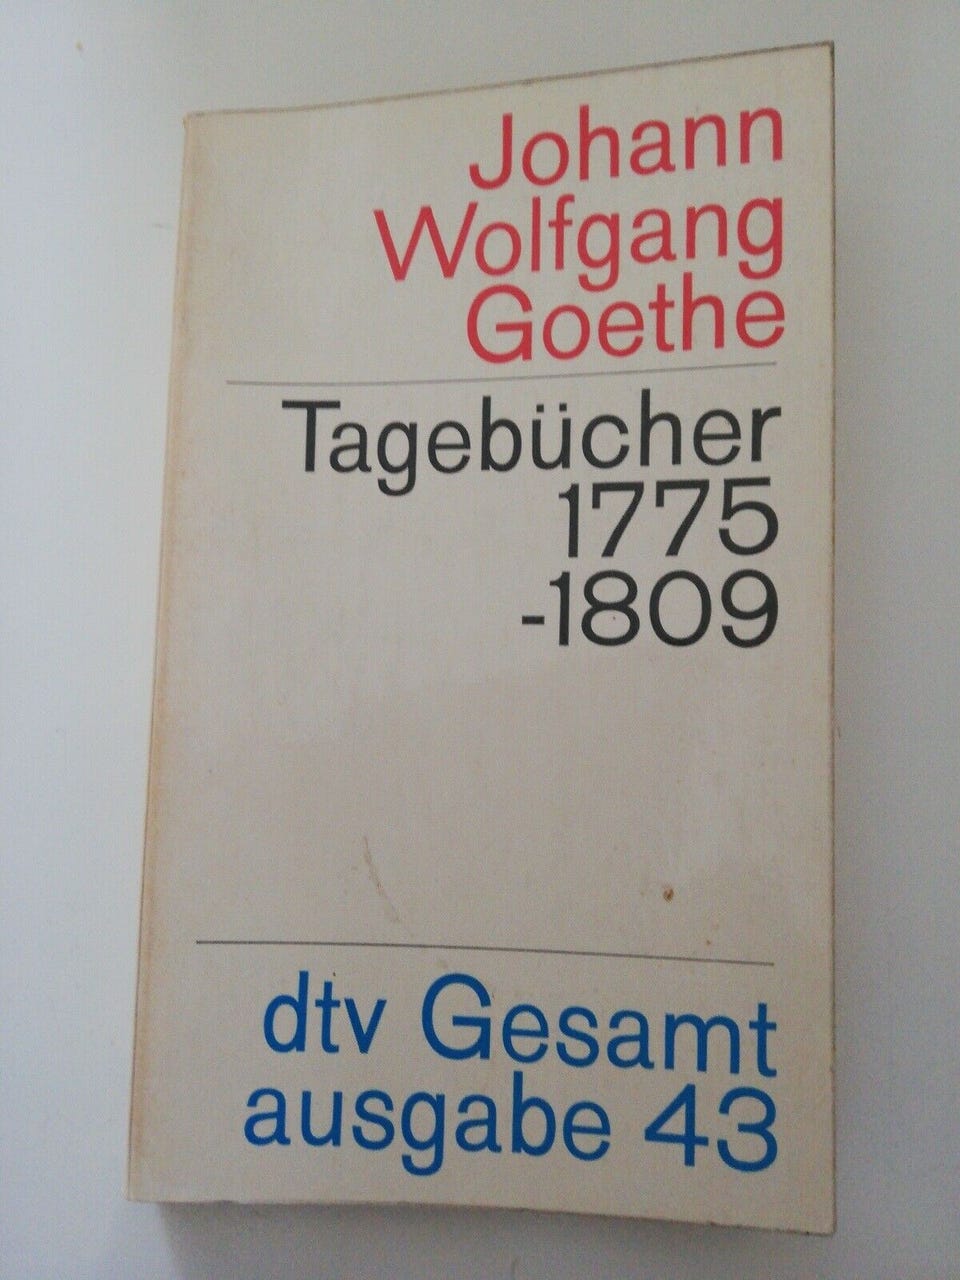 Johann
Wolfgang
Goethe
Tagebücher
1775
-1809
dtv Gesamt
ausgabe 43